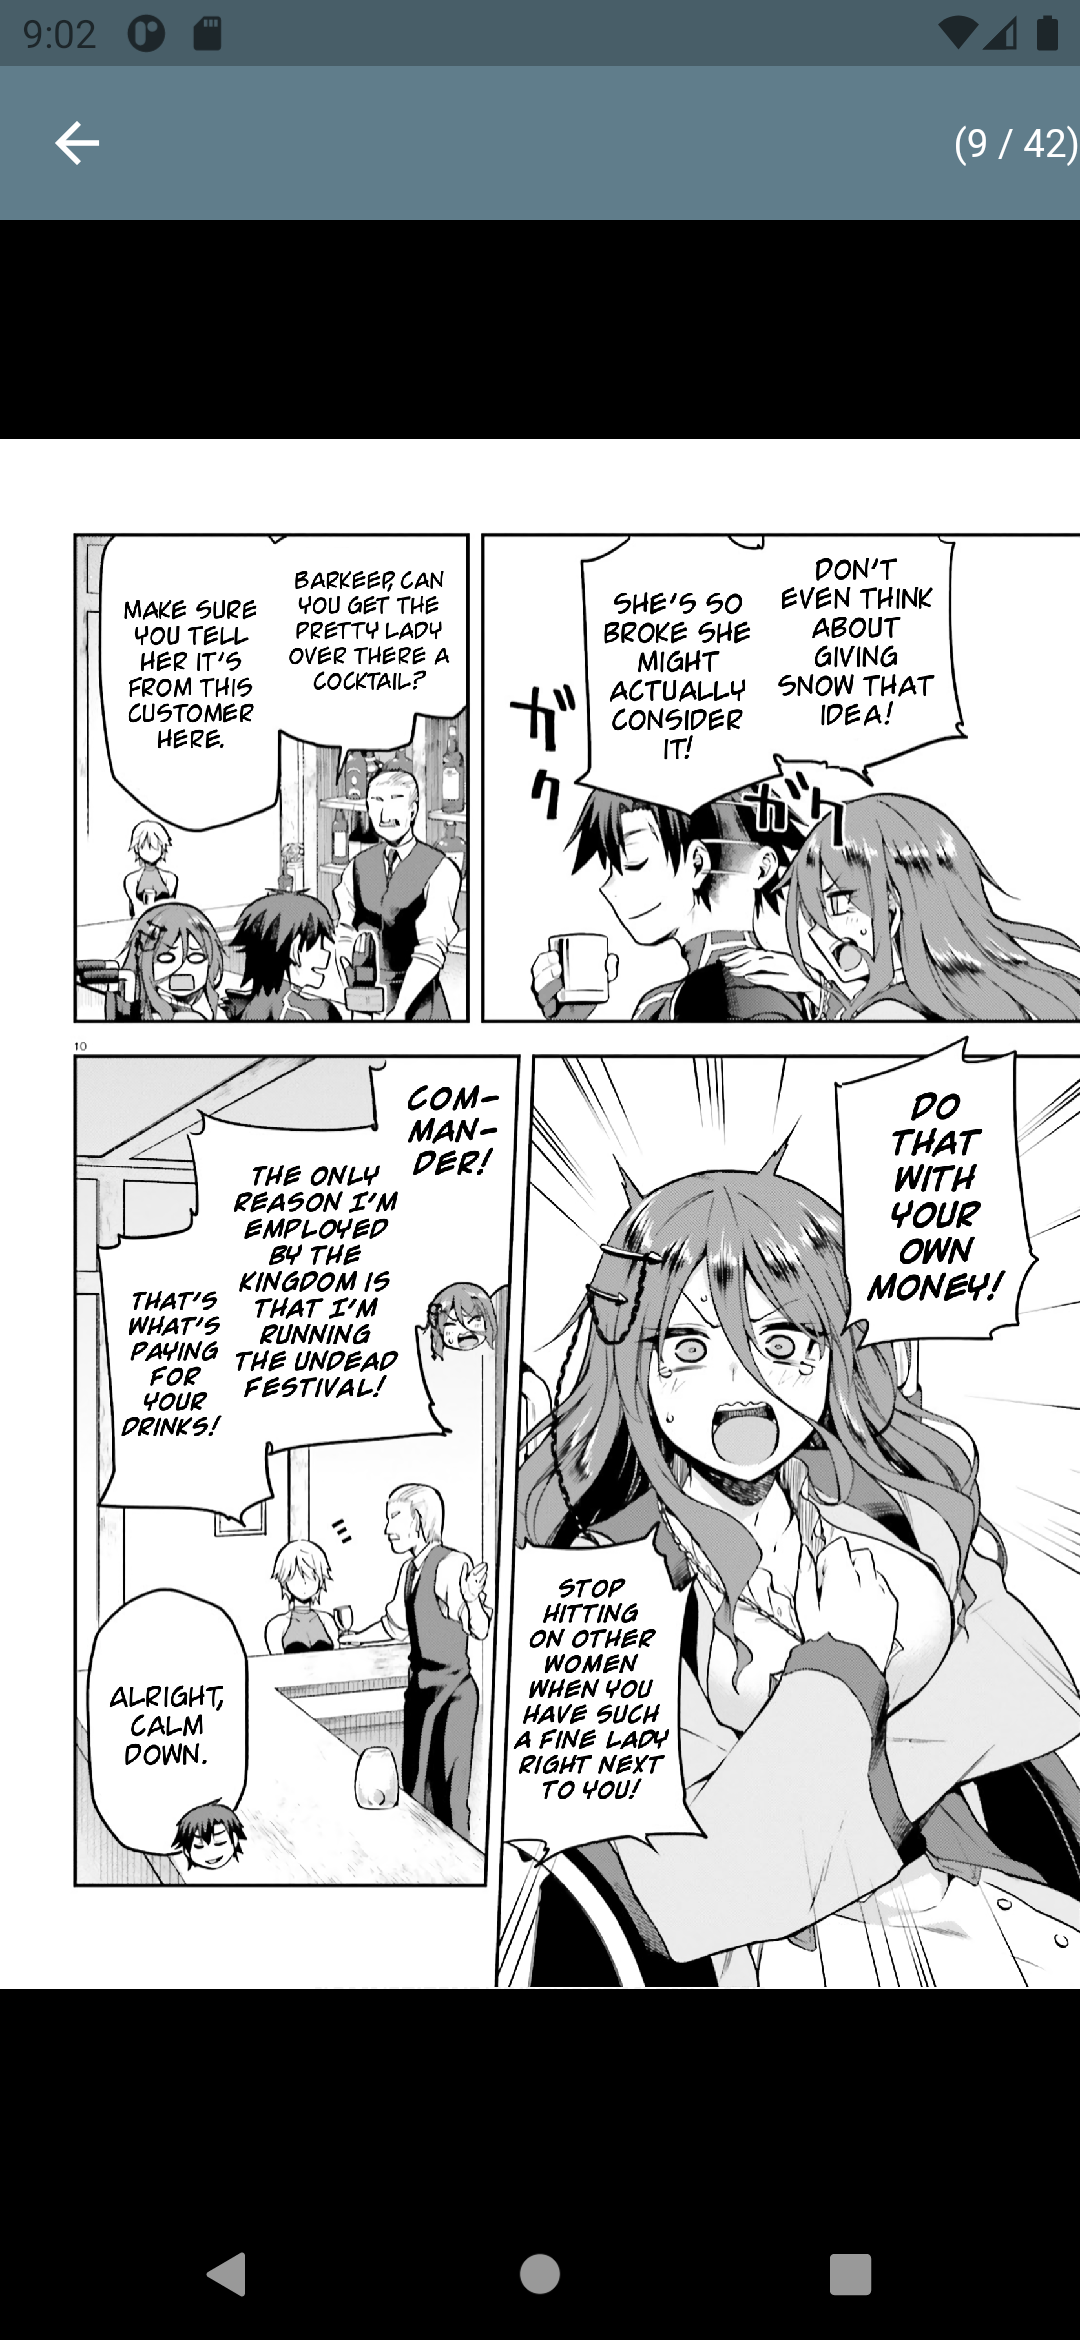 9:02
(9 / 42)
DON'T
EVEN THINK
ABOUT
GIVING
SNOW THAT
IDEA!
SHE'S SO
BROKE SHE
MIGHT
ACTUALLY
CONSIDER
IT!
ガク
ガク
BARKEEP, CAN
YOU GET THE
PRETTY LADY
OVER THERE A
COCKTAIL?
MAKE SURE
YOU TELL
HER IT'S
FROM THIS
CUSTOMER
HERE.
10
DO
THAT
WITH
YOUR
OWN
MONEY!
STOP
HITTING
ON OTHER
WOMEN
WHEN YOU
HAVE SUCH
A FINE LADY
RIGHT NEXT
TO YOU!
COM-
MAN-
DER!
THE ONLY
REASON I'M
EMPLOYED
BY THE
KINGDOM IS
THAT I'M
RUNNING
THE UNDEAD
FESTIVAL!
THAT'S
WHAT'S
PAYING
FOR
YOUR
DRINKS!
ALRIGHT,
CALM
DOWN.